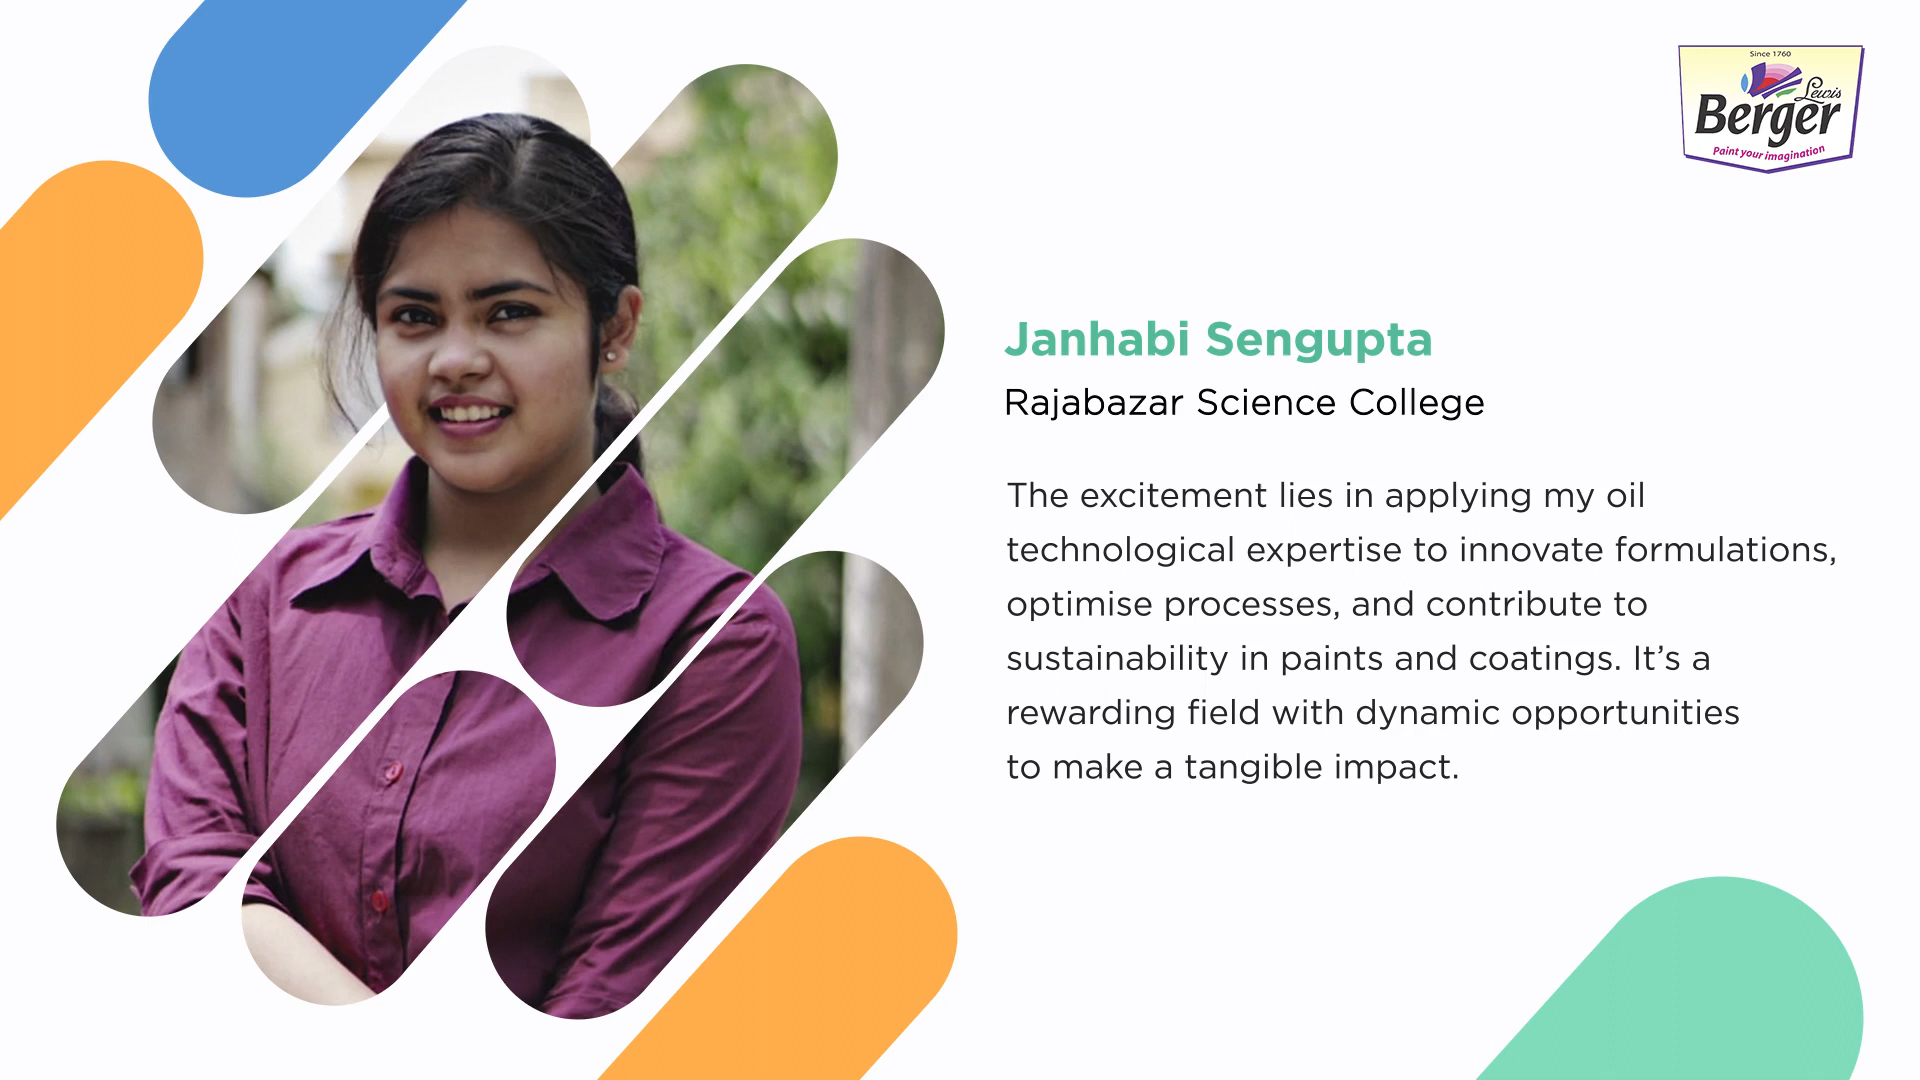 Since 1760
Lewis
Berger
Paint your imagination
Janhabi Sengupta
Rajabazar Science College
The excitement lies in applying my oil
technological expertise to innovate formulations,
optimise processes, and contribute to
sustainability in paints and coatings. It’s a
rewarding field with dynamic opportunities
to make a tangible impact.